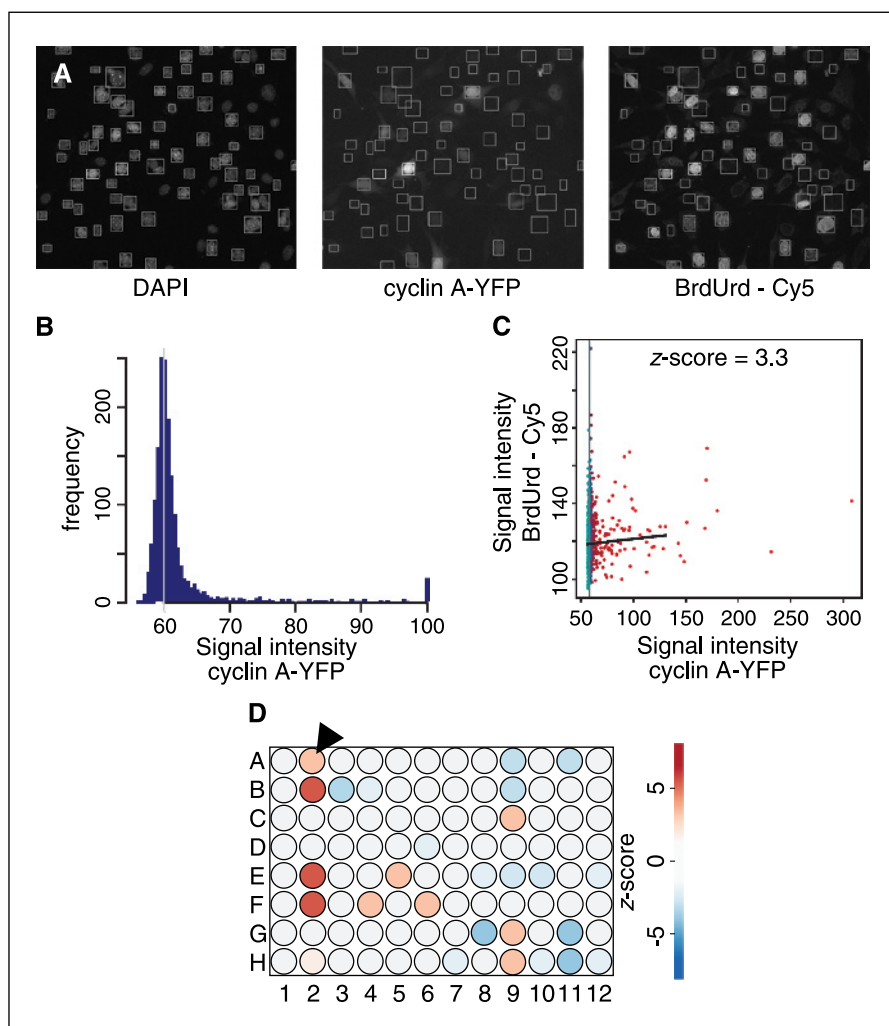 A
DAPI
cyclin A-YFP
BrdUrd - Cy5
B
200
100
0
frequency
60 70 80 90 100
Signal intensity
cyclin A-YFP
C
z-score = 3.3
220
180
140
100
Signal intensity
BrdUrd - Cy5
50 100 150 200 250 300
Signal intensity
cyclin A-YFP
D
A
B
C
D
E
F
G
H
1 2 3 4 5 6 7 8 9 10 11 12
5
0
-5
z-score